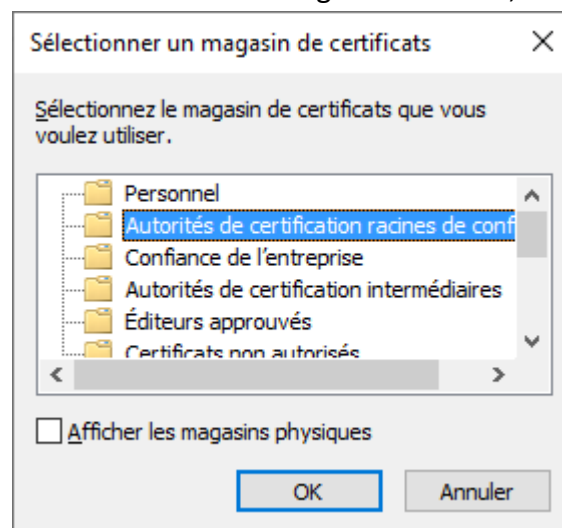 Sélectionner un magasin de certificats
Sélectionnez le magasin de certificats que vous
voulez utiliser.
Personnel
Autorités de certification racines de conf
Confiance de l'entreprise
Autorités de certification intermédiaires
Éditeurs approuvés
Certificats non autorisés
Afficher les magasins physiques
OK
Annuler